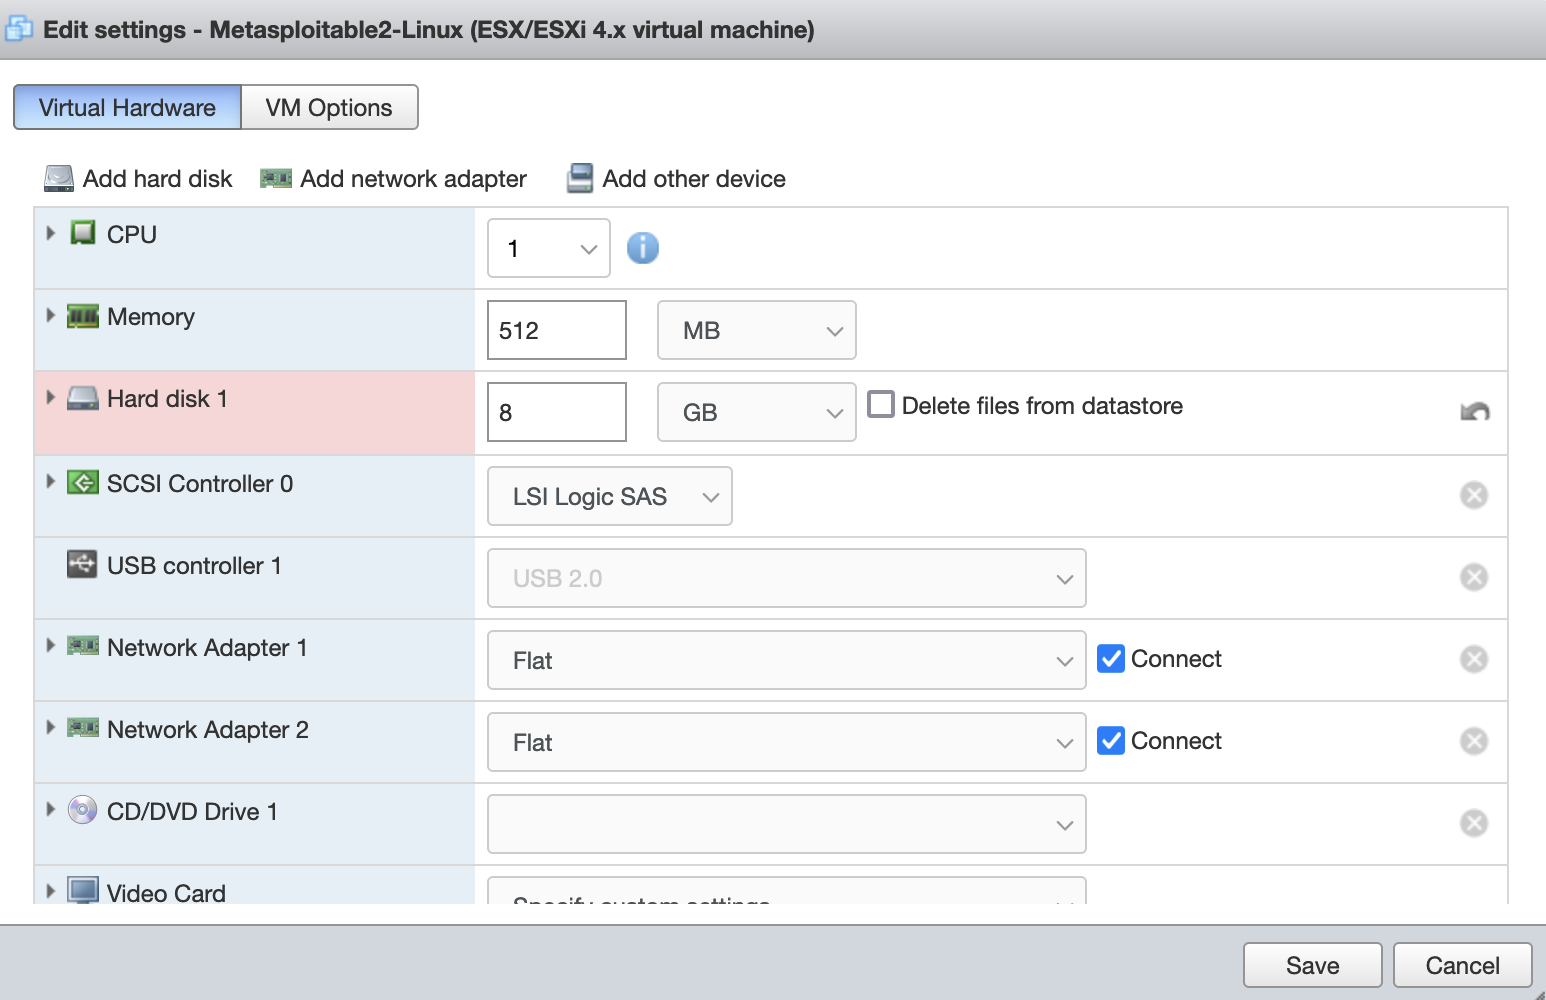 Edit settings - Metasploitable2-Linux (ESX/ESXi 4.x virtual machine)
Virtual Hardware VM Options
Add hard disk Add network adapter Add other device
CPU 1
Memory 512 MB
Hard disk 1 8 GB Delete files from datastore
SCSI Controller 0 LSI Logic SAS
USB controller 1 USB 2.0
Network Adapter 1 Flat Connect
Network Adapter 2 Flat Connect
CD/DVD Drive 1
Video Card Specify custom settings
Save Cancel